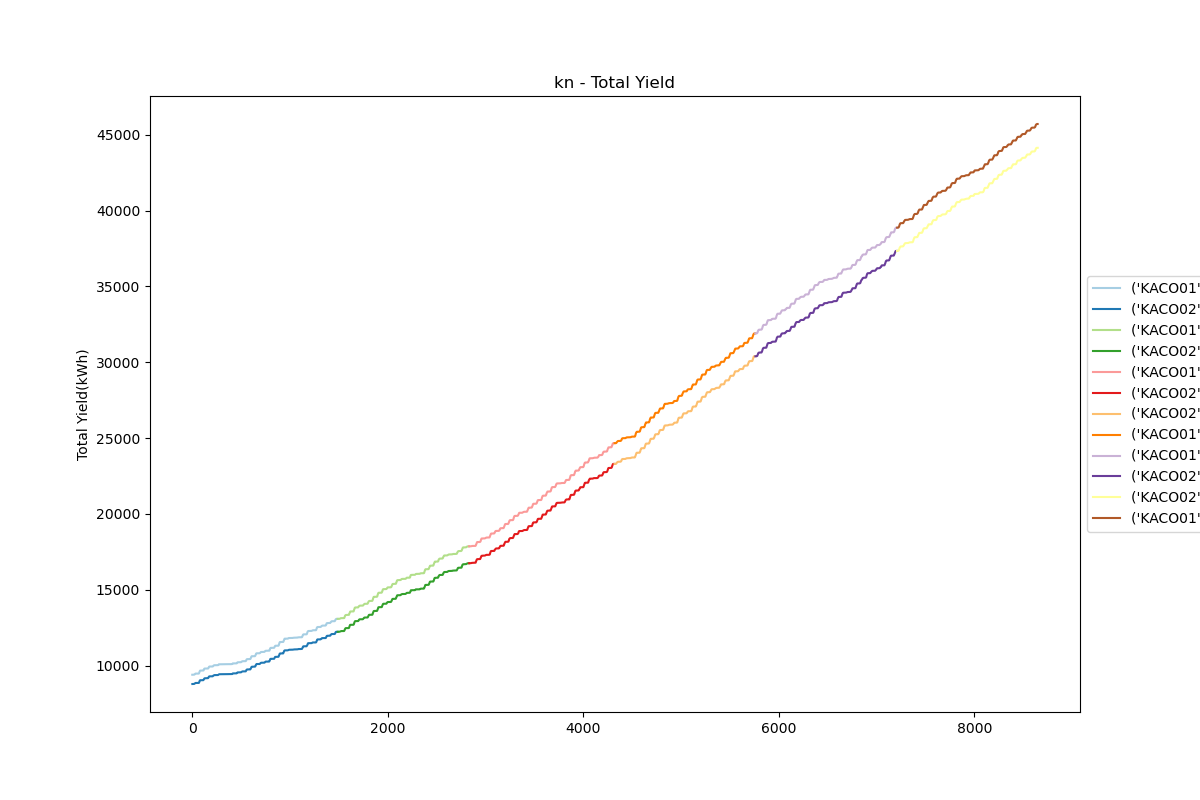 kn - Total Yield
Total Yield(kWh)
45000
40000
35000
30000
25000
20000
15000
10000
0 2000 4000 6000 8000
('KACO01'
('KACO02'
('KACO01'
('KACO02'
('KACO01'
('KACO02'
('KACO02'
('KACO01'
('KACO01'
('KACO02'
('KACO02'
('KACO01'